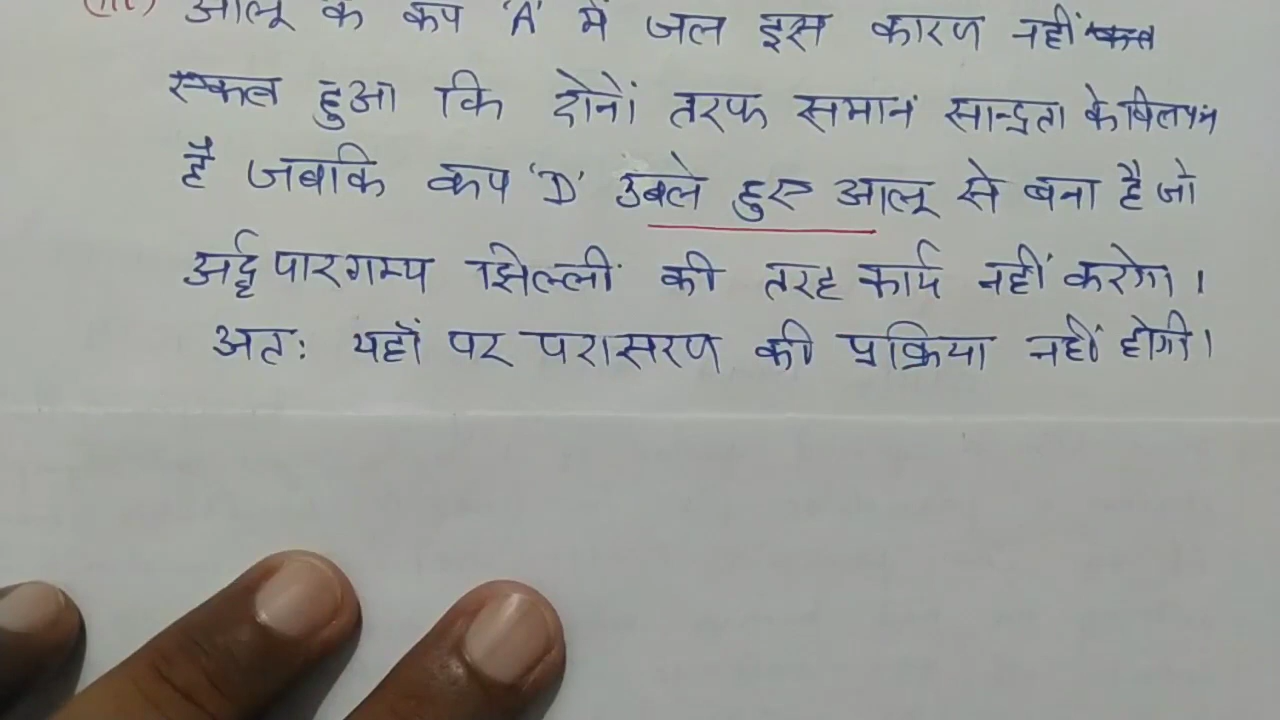 (iii) आलू के कप 'A' में जल इस कारण नहीं
एकत्र हुआ कि दोनों तरफ समान सान्द्रता के विलयन
है जबकि कप 'D' उबले हुए आलू से बना है जो
अर्द्धपारगम्य झिल्ली की तरह कार्य नहीं करेगा।
अतः यहाँ पर परासरण की प्रक्रिया नहीं होगी।